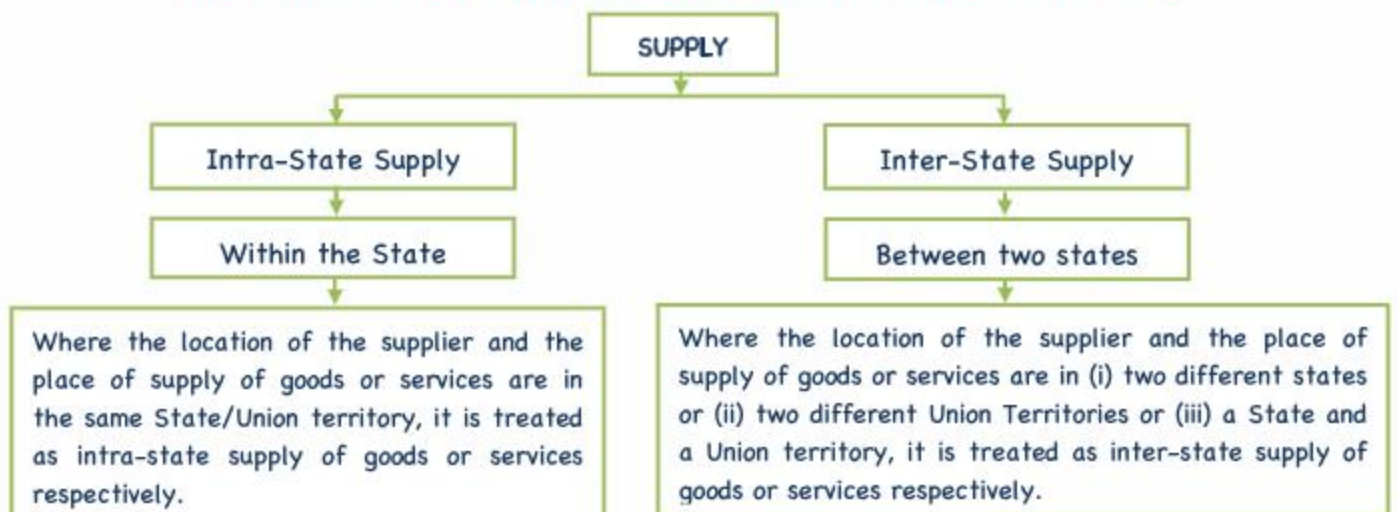 SUPPLY
Intra-State Supply
Inter-State Supply
Within the State
Between two states
Where the location of the supplier and the
place of supply of goods or services are in
the same State/Union territory, it is treated
as intra-state supply of goods or services
respectively.
Where the location of the supplier and the place of
supply of goods or services are in (i) two different states
or (ii) two different Union Territories or (iii) a State and
a Union territory, it is treated as inter-state supply of
goods or services respectively.